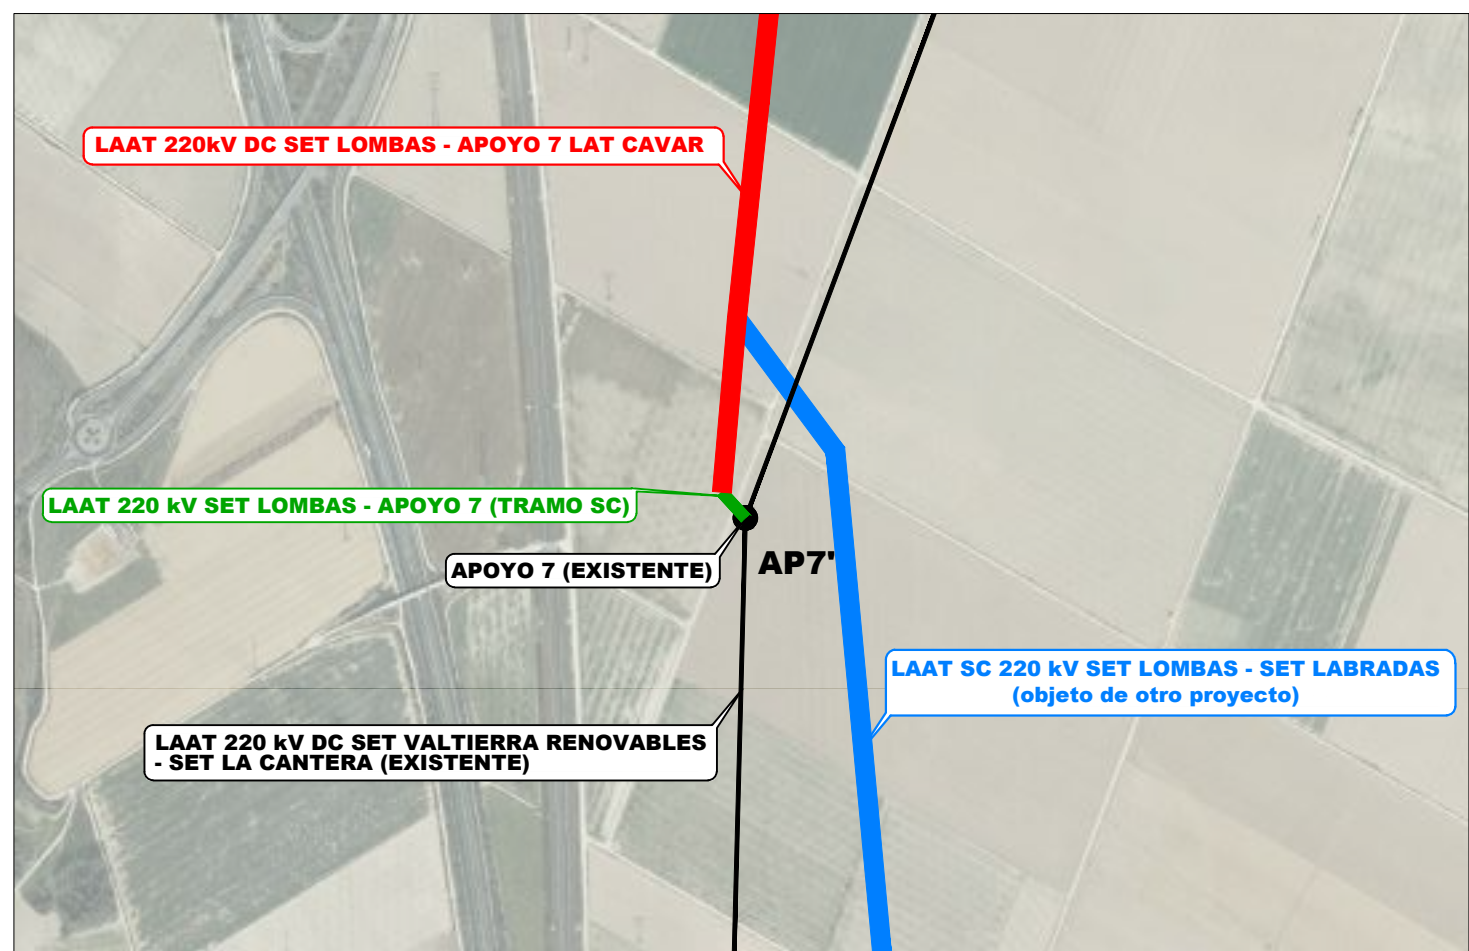 LAAT 220kV DC SET LOMBAS - APOYO 7 LAT CAVAR
LAAT 220 kV SET LOMBAS - APOYO 7 (TRAMO SC)
APOYO 7 (EXISTENTE)
AP7'
LAAT SC 220 kV SET LOMBAS - SET LABRADAS
(objeto de otro proyecto)
LAAT 220 kV DC SET VALTIERRA RENOVABLES
- SET LA CANTERA (EXISTENTE)